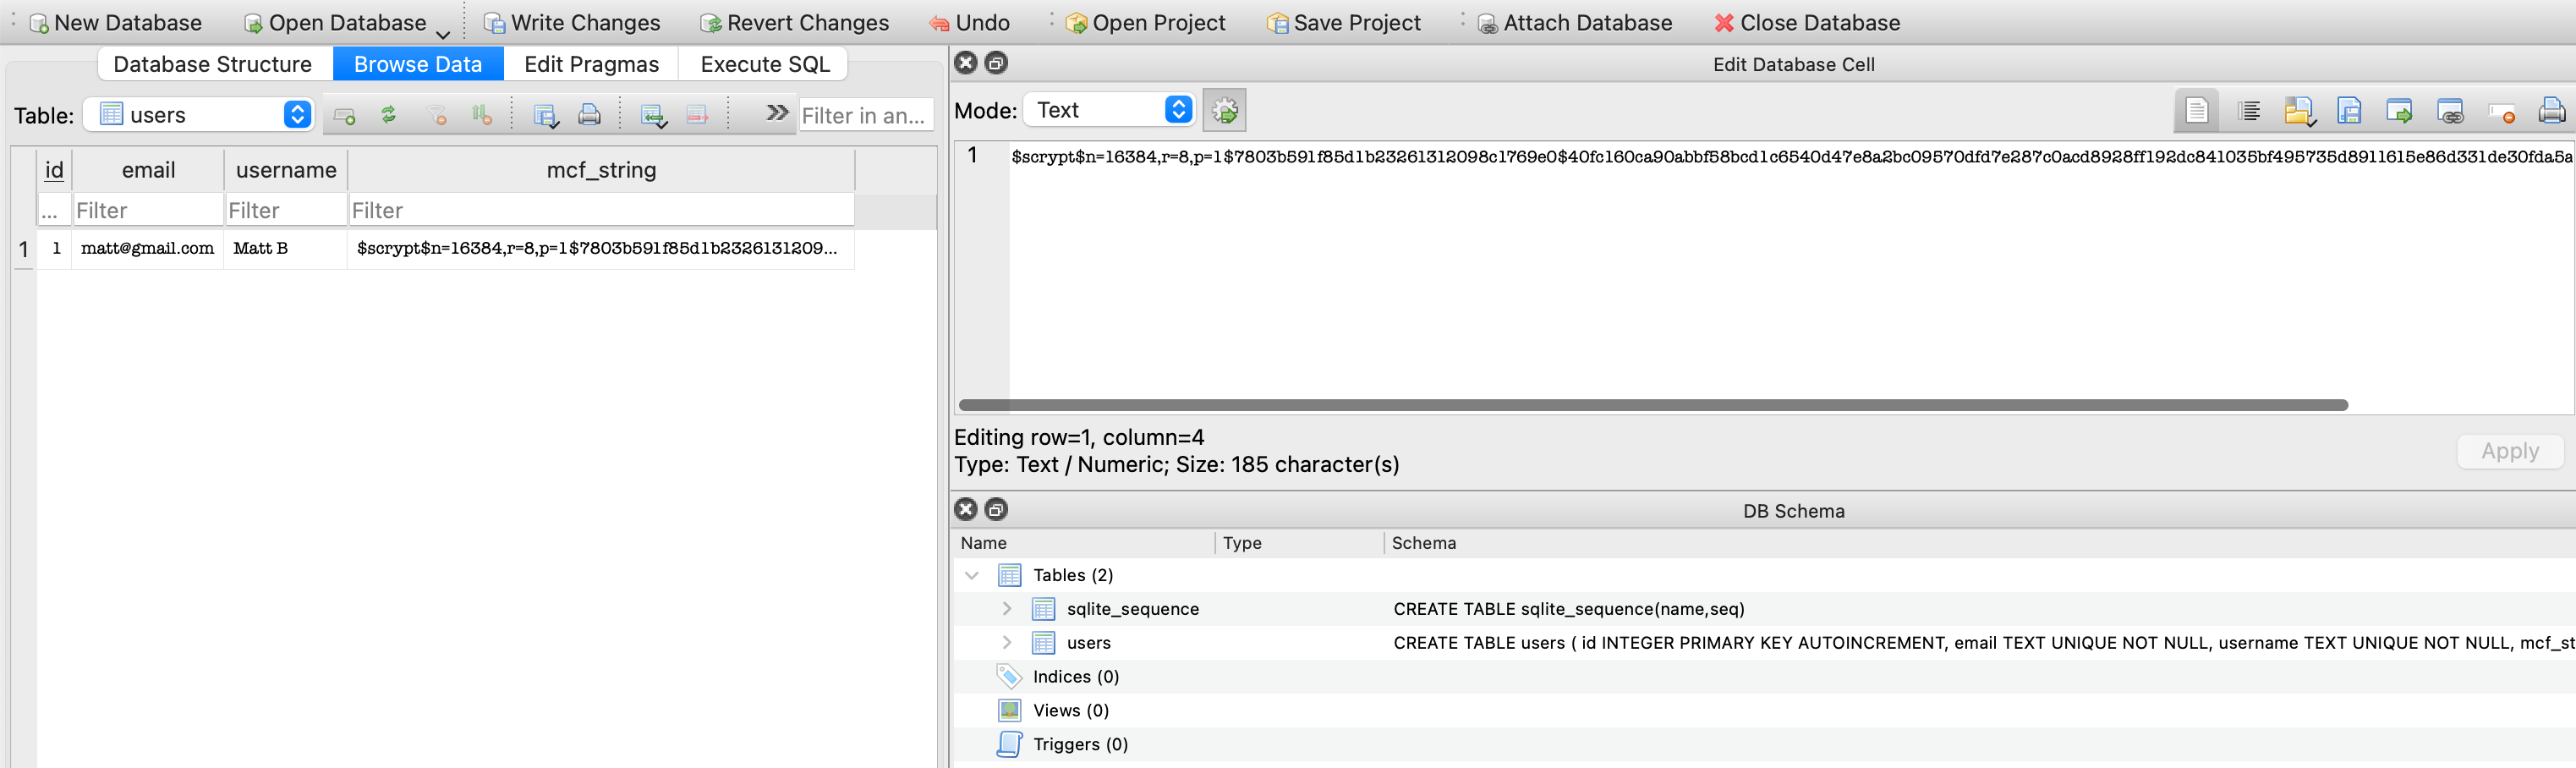 New Database Open Database Write Changes Revert Changes Undo Open Project Save Project Attach Database Close Database
Database Structure Browse Data Edit Pragmas Execute SQL
Table: users Filter in an...
id email username mcf_string
... Filter Filter Filter
1 1 matt@gmail.com Matt B $scrypt$n=16384,r=8,p=1$7803b591f85d1b2326131209...
Edit Database Cell
Mode: Text
1 $scrypt$n=16384,r=8,p=1$7803b591f85d1b23261312098c1769e0$40fc160ca90abbf58bcd1c6540d47e8a2bc09570dfd7e287c0acd8928ff192dc841035bf495735d8911615e86d331de30fda5a
Editing row=1, column=4
Type: Text / Numeric; Size: 185 character(s)
Apply
DB Schema
Name Type Schema
Tables (2)
sqlite_sequence CREATE TABLE sqlite_sequence(name,seq)
users CREATE TABLE users ( id INTEGER PRIMARY KEY AUTOINCREMENT, email TEXT UNIQUE NOT NULL, username TEXT UNIQUE NOT NULL, mcf_st
Indices (0)
Views (0)
Triggers (0)